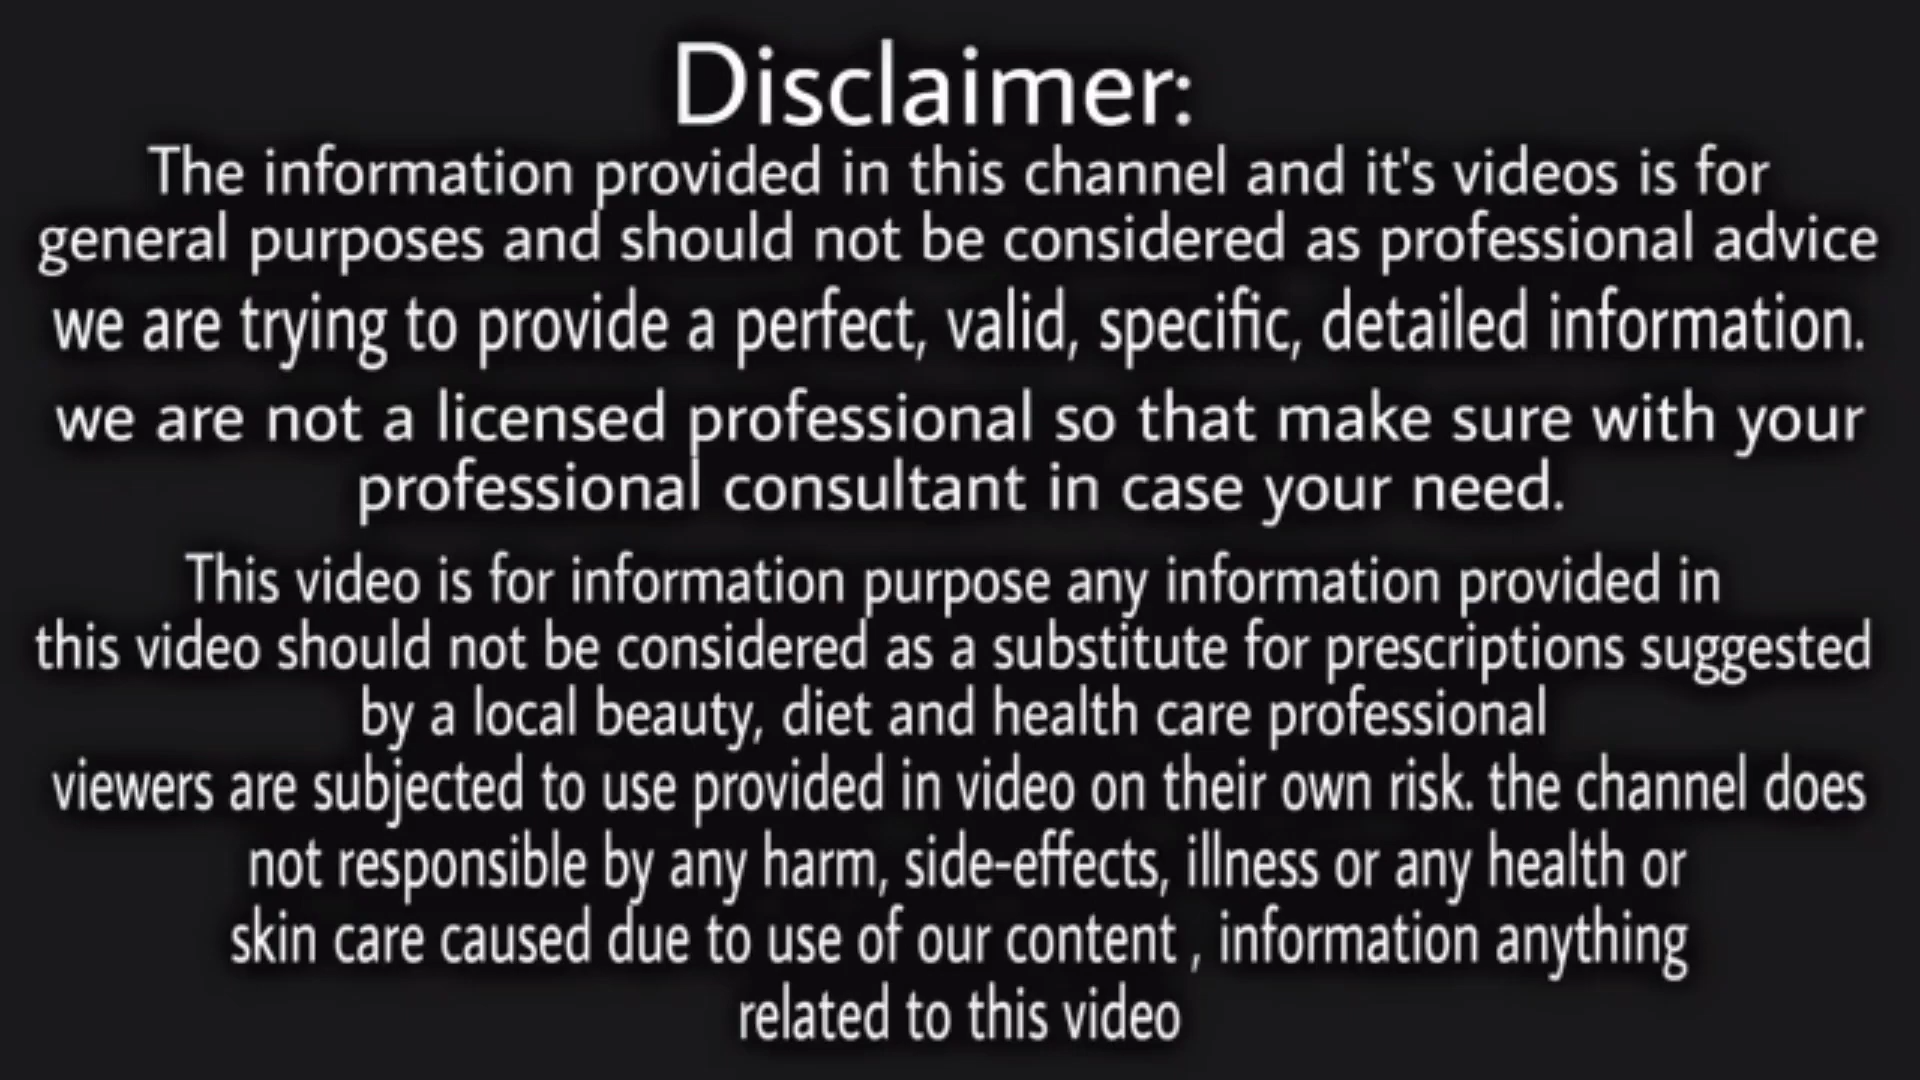 Disclaimer:
The information provided in this channel and it's videos is for
general purposes and should not be considered as professional advice
we are trying to provide a perfect, valid, specific, detailed information.
we are not a licensed professional so that make sure with your
professional consultant in case your need.
This video is for information purpose any information provided in
this video should not be considered as a substitute for prescriptions suggested
by a local beauty, diet and health care professional
viewers are subjected to use provided in video on their own risk. the channel does
not responsible by any harm, side-effects, illness or any health or
skin care caused due to use of our content , information anything
related to this video